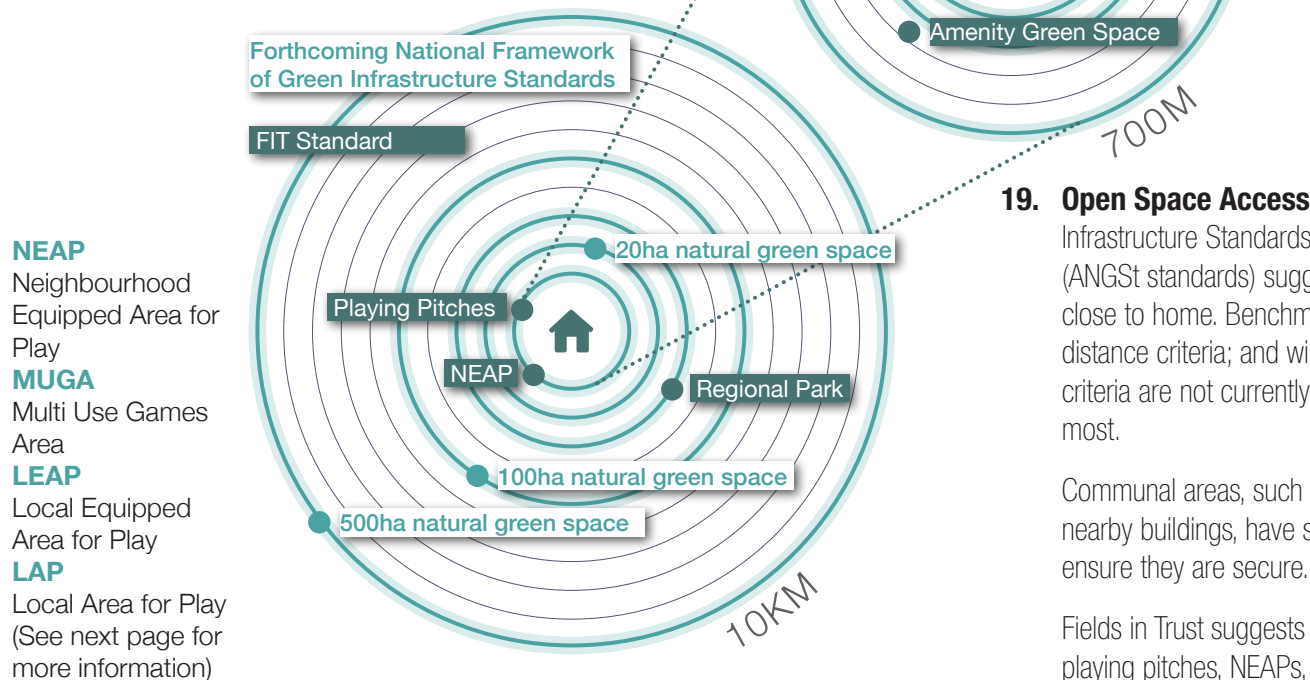 Amenity Green Space
700M
Forthcoming National Framework
of Green Infrastructure Standards
FIT Standard
20ha natural green space
Playing Pitches
NEAP
Regional Park
100ha natural green space
500ha natural green space
10KM
NEAP
Neighbourhood
Equipped Area for
Play
MUGA
Multi Use Games
Area
LEAP
Local Equipped
Area for Play
LAP
Local Area for Play
(See next page for
more information)
19. Open Space Access
Infrastructure Standards
(ANGSt standards) sugg
close to home. Benchm
distance criteria; and wi
criteria are not currently
most.
Communal areas, such
nearby buildings, have s
ensure they are secure.
Fields in Trust suggests
playing pitches, NEAPs,